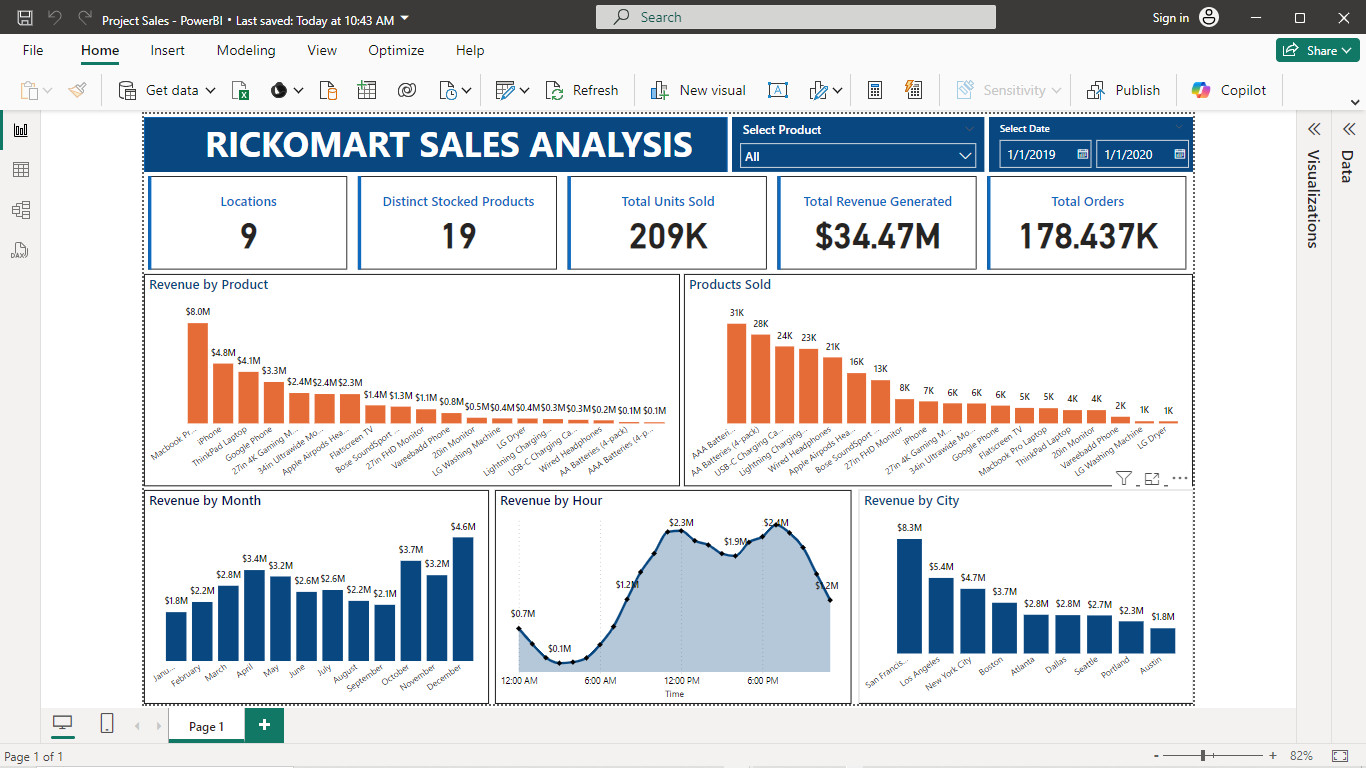 Project Sales - PowerBI • Last saved: Today at 10:43 AM
Search
Sign in
File Home Insert Modeling View Optimize Help
Share
Get data
Refresh
New visual
Sensitivity
Publish
Copilot
DAX
RICKOMART SALES ANALYSIS
Select Product
All
Select Date
1/1/2019 1/1/2020
Visualizations
Data
Locations
9
Distinct Stocked Products
19
Total Units Sold
209K
Total Revenue Generated
$34.47M
Total Orders
178.437K
Revenue by Product
$8.0M $4.8M $4.1M $3.3M $2.4M $2.4M $2.3M $1.4M $1.3M $1.1M $0.8M $0.5M $0.4M $0.4M $0.3M $0.3M $0.2M $0.1M $0.1M
Macbook Pr...
iPhone
ThinkPad Laptop
Google Phone
27in 4K Gaming M...
34in Ultrawide Mo...
Apple Airpods Hea...
Flatscreen TV
Bose SoundSport ...
27in FHD Monitor
Vareebadd Phone
20in Monitor
LG Washing Machine
LG Dryer
Lightning Charging...
USB-C Charging Ca...
Wired Headphones
AA Batteries (4-pack)
AAA Batteries (4-p...
Products Sold
31K 28K 24K 23K 21K 16K 13K 8K 7K 6K 6K 6K 5K 5K 4K 4K 2K 1K 1K
AAA Batteri...
AA Batteries (4-pack)
USB-C Charging Ca...
Lightning Charging...
Wired Headphones
Apple Airpods Hea...
Bose SoundSport ...
27in FHD Monitor
iPhone
27in 4K Gaming M...
34in Ultrawide Mo...
Google Phone
Flatscreen TV
Macbook Pro Laptop
ThinkPad Laptop
20in Monitor
Vareebadd Phone
LG Washing Machine
LG Dryer
Revenue by Month
$1.8M $2.2M $2.8M $3.4M $3.2M $2.6M $2.6M $2.2M $2.1M $3.7M $3.2M $4.6M
Janu...
February
March
April
May
June
July
August
September
October
November
December
Revenue by Hour
$0.7M $0.1M $1.2M $2.3M $1.9M $2.4M $1.2M
12:00 AM 6:00 AM 12:00 PM 6:00 PM
Time
Revenue by City
$8.3M $5.4M $4.7M $3.7M $2.8M $2.8M $2.7M $2.3M $1.8M
San Francis...
Los Angeles
New York City
Boston
Atlanta
Dallas
Seattle
Portland
Austin
Page 1
Page 1 of 1
82%